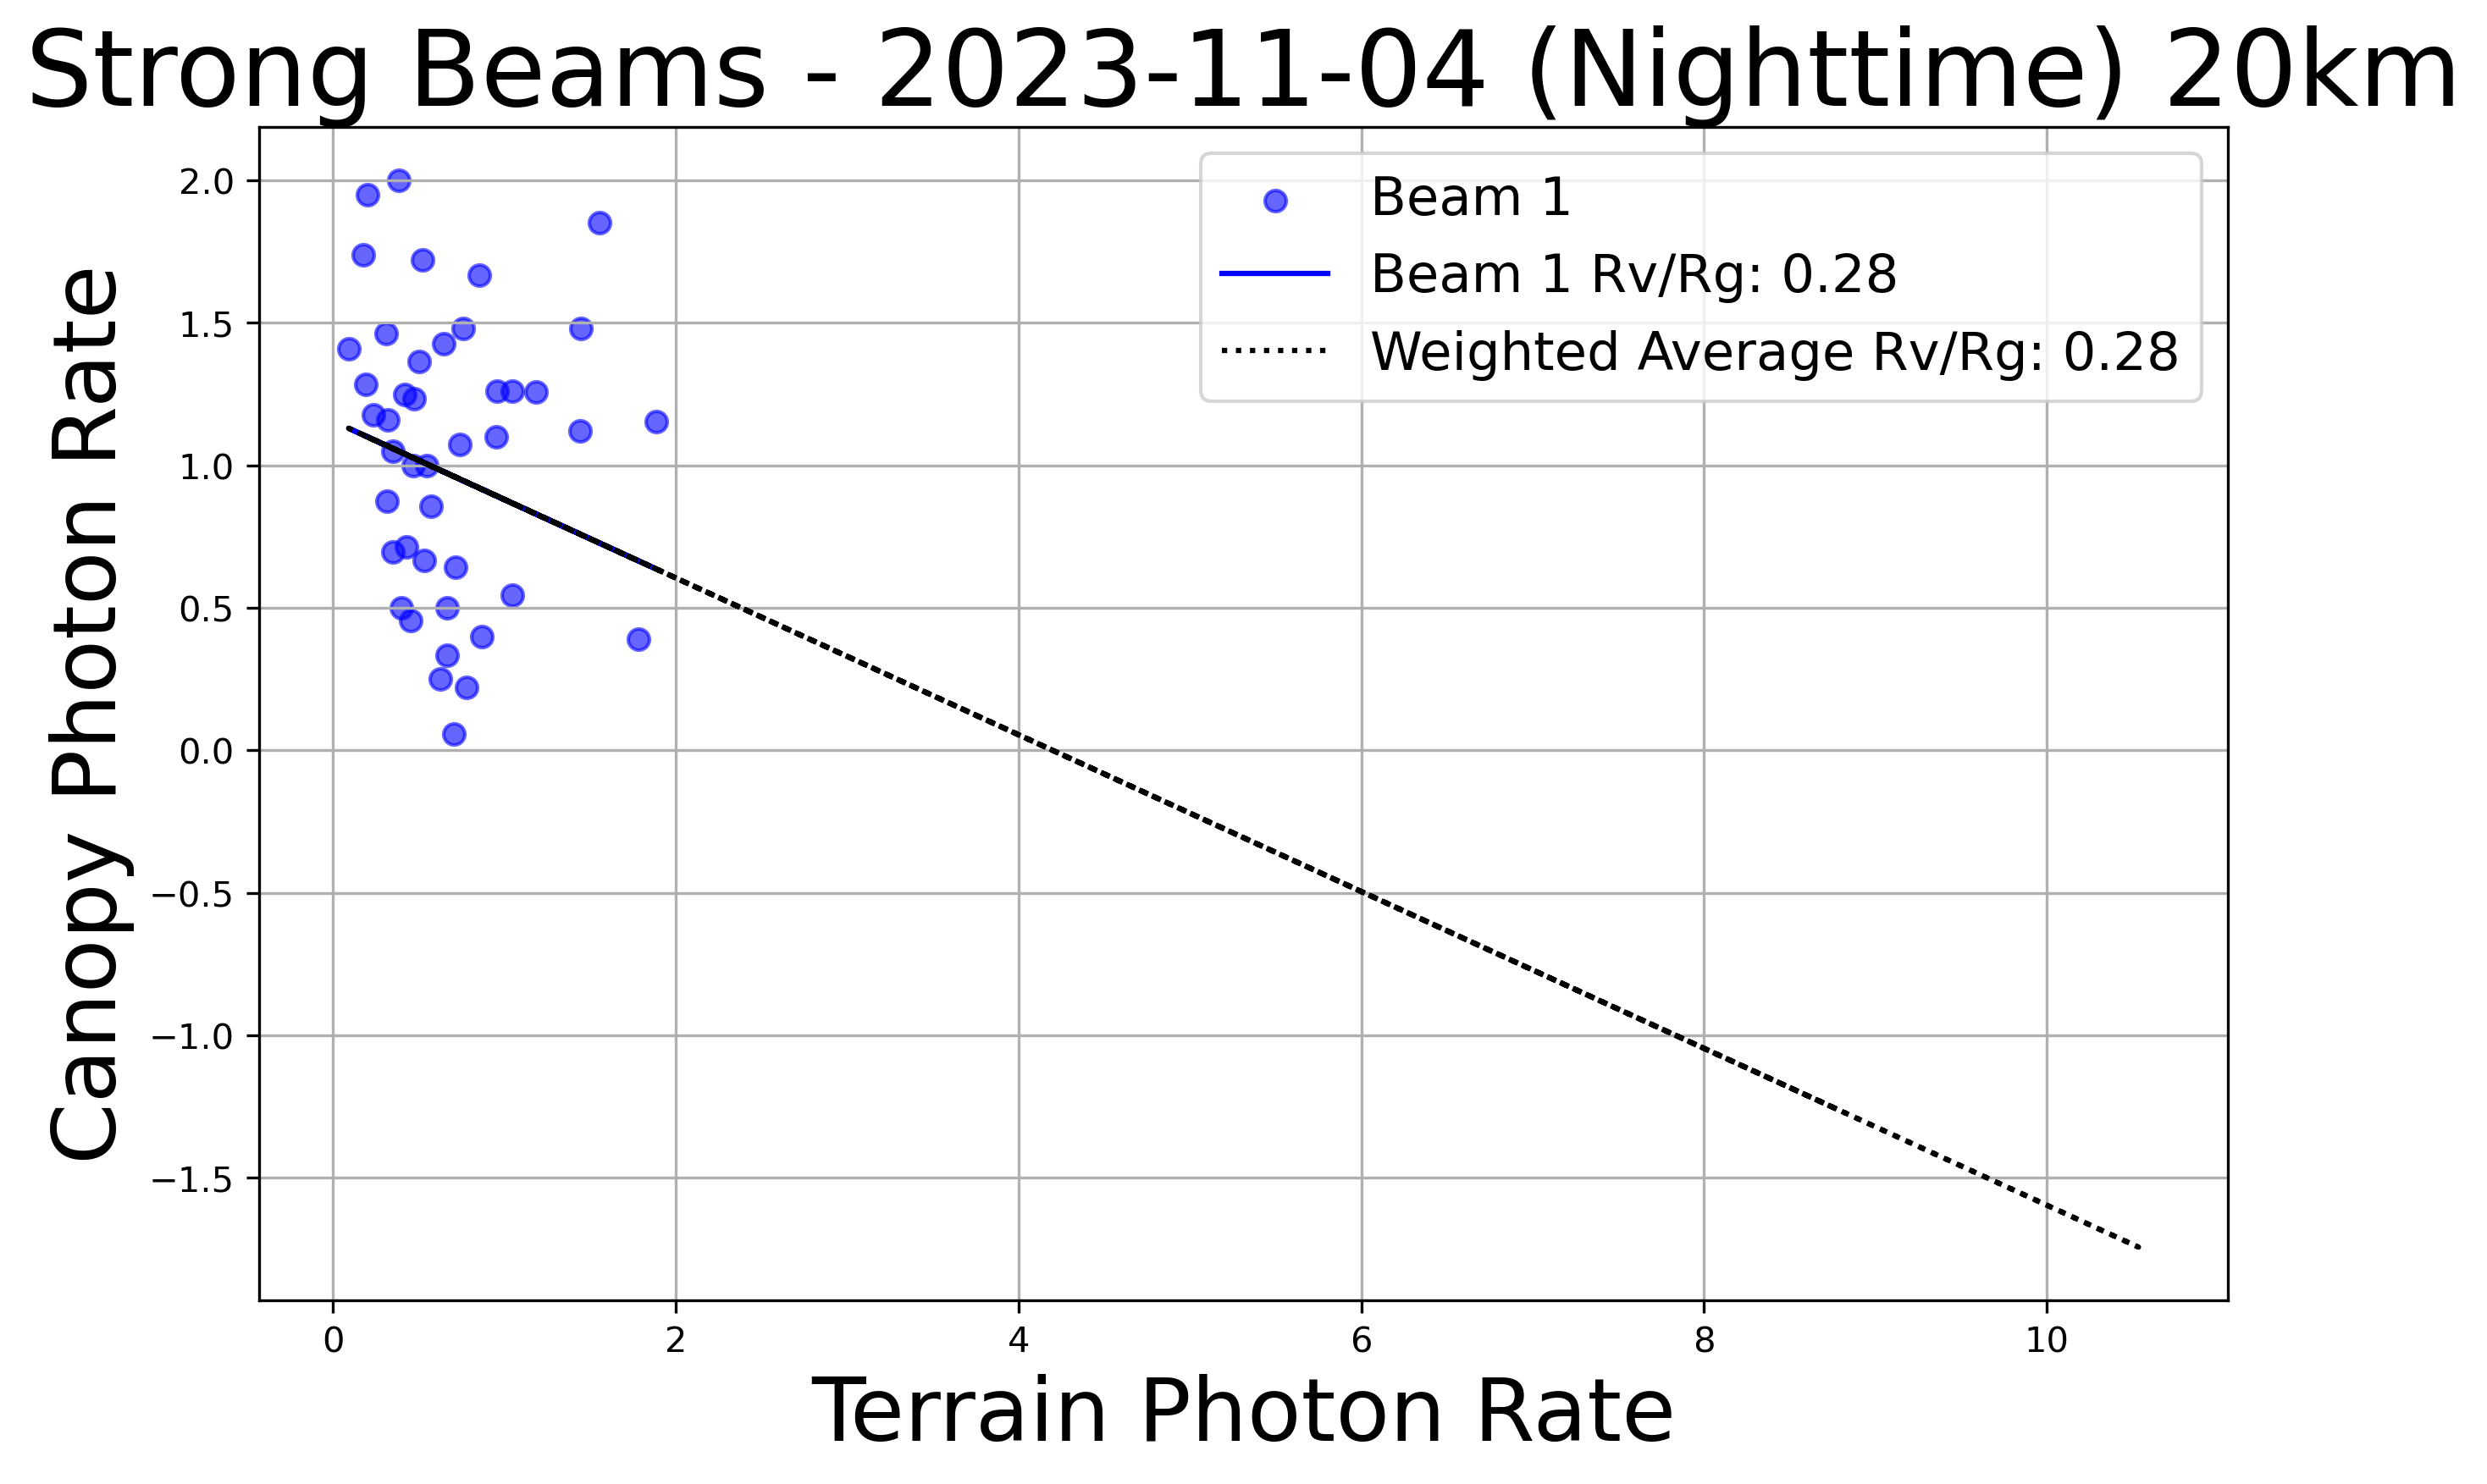 Strong Beams - 2023-11-04 (Nighttime) 20km
Beam 1
Beam 1 Rv/Rg: 0.28
Weighted Average Rv/Rg: 0.28
Canopy Photon Rate
2.0
1.5
1.0
0.5
0.0
−0.5
−1.0
−1.5
0 2 4 6 8 10
Terrain Photon Rate